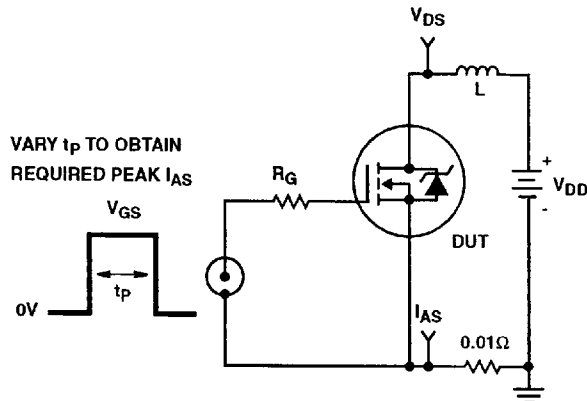 VDS
L
VARY tP TO OBTAIN
REQUIRED PEAK IAS
RG
+
VDD
-
VGS
DUT
tP
0V
IAS
0.01Ω